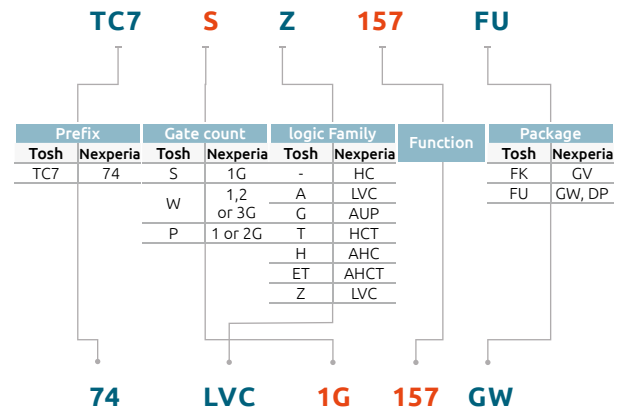 TC7 S Z 157 FU
Prefix Gate count logic Family Function Package
Tosh Nexperia Tosh Nexperia Tosh Nexperia Tosh Nexperia
TC7 74 S 1G - HC FK GV
W 1,2 or 3G A LVC FU GW, DP
G AUP
P 1 or 2G T HCT
H AHC
ET AHCT
Z LVC
74 LVC 1G 157 GW